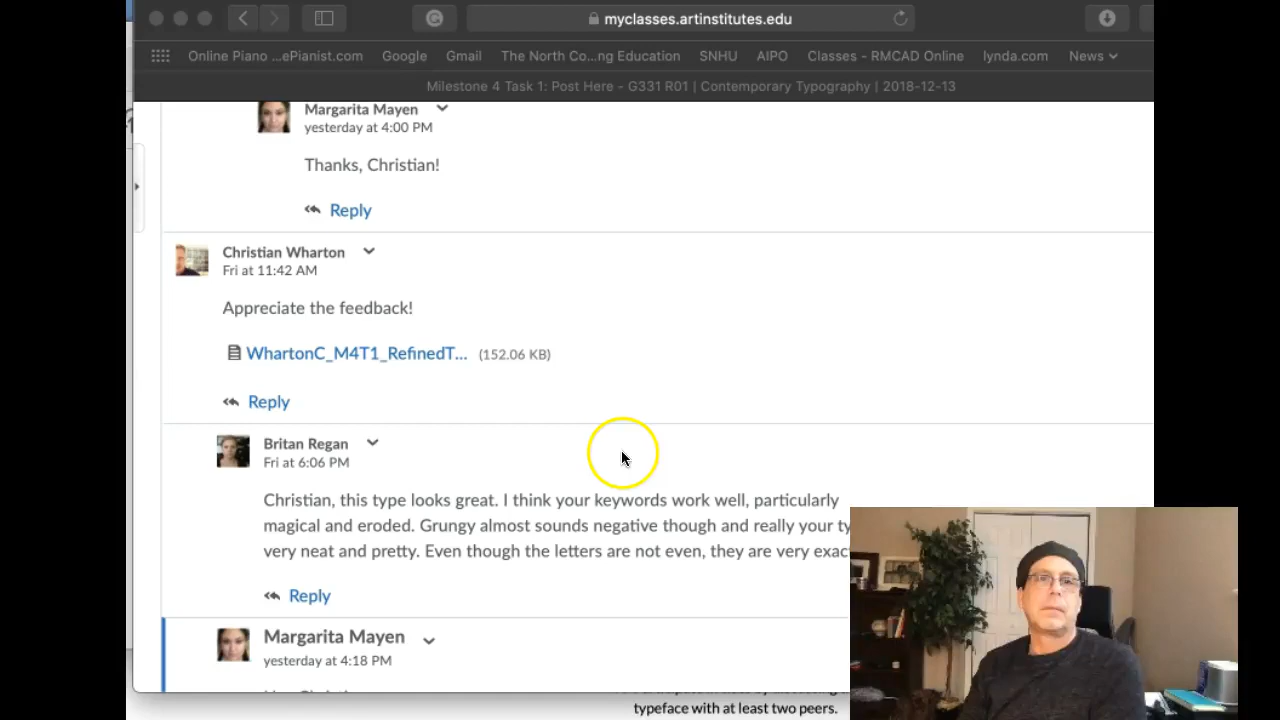 myclasses.artinstitutes.edu
Online Piano ...ePianist.com Google Gmail The North Co...ng Education SNHU AIPO Classes - RMCAD Online lynda.com News
Milestone 4 Task 1: Post Here - G331 R01 | Contemporary Typography | 2018-12-13
Margarita Mayen
yesterday at 4:00 PM
Thanks, Christian!
Reply
Christian Wharton
Fri at 11:42 AM
Appreciate the feedback!
WhartonC_M4T1_RefinedT... (152.06 KB)
Reply
Britan Regan
Fri at 6:06 PM
Christian, this type looks great. I think your keywords work well, particularly
magical and eroded. Grungy almost sounds negative though and really your ty
very neat and pretty. Even though the letters are not even, they are very exac
Reply
Margarita Mayen
yesterday at 4:18 PM
typeface with at least two peers.